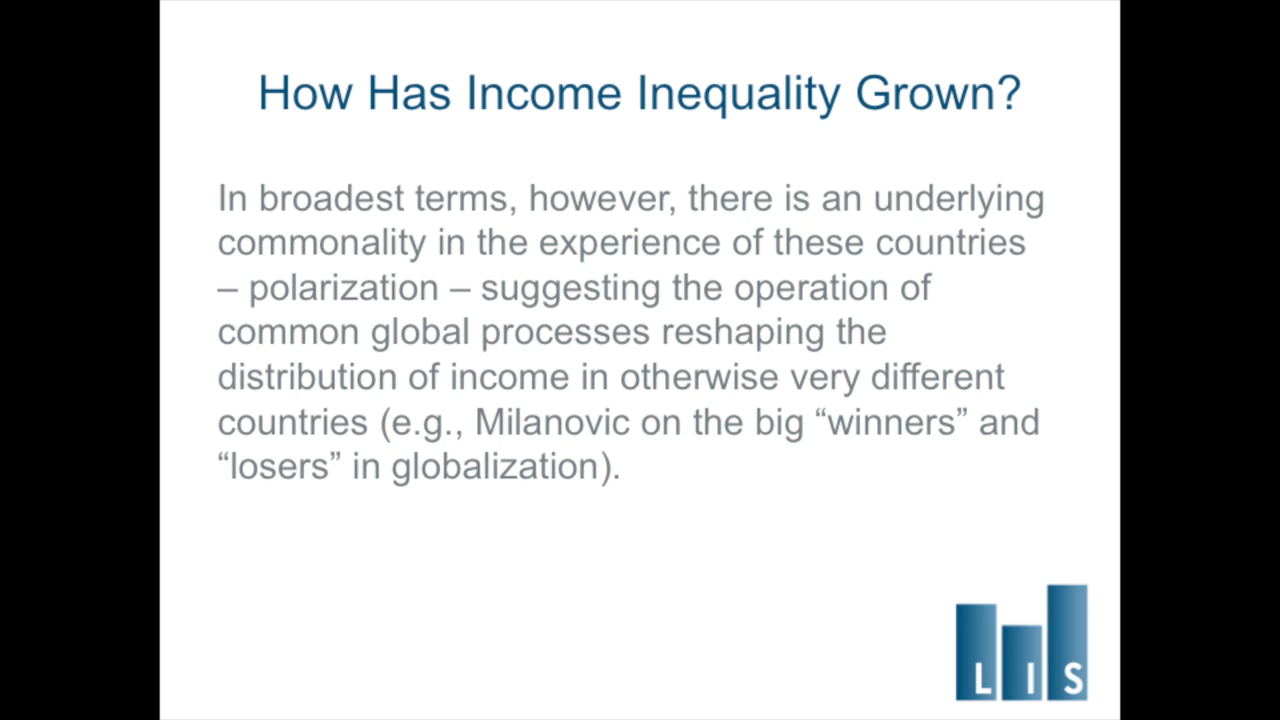 How Has Income Inequality Grown?
In broadest terms, however, there is an underlying
commonality in the experience of these countries
– polarization – suggesting the operation of
common global processes reshaping the
distribution of income in otherwise very different
countries (e.g., Milanovic on the big “winners” and
“losers” in globalization).
LIS